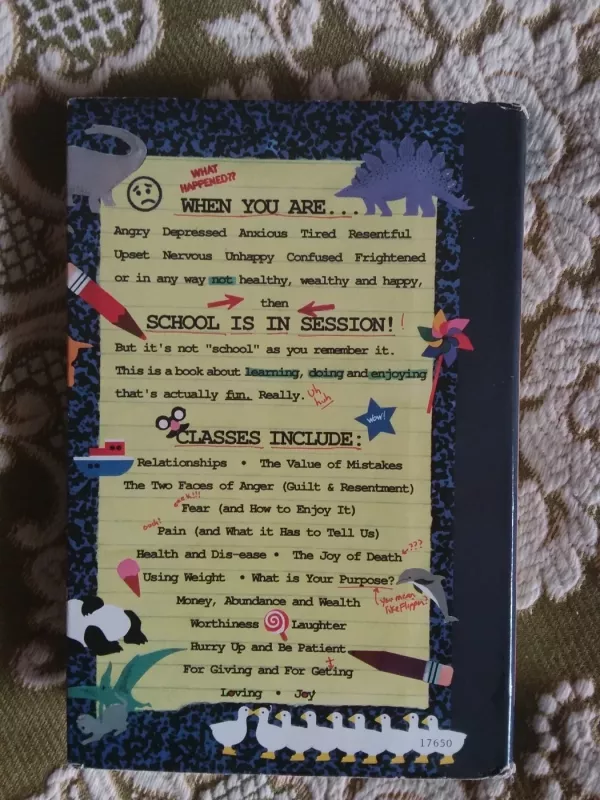 WHAT
HAPPENED??
WHEN YOU ARE...
Angry Depressed Anxious Tired Resentful
Upset Nervous Unhappy Confused Frightened
or in any way not healthy, wealthy and happy,
then
SCHOOL IS IN SESSION!!
But it's not "school" as you remember it.
This is a book about learning, doing and enjoying
that's actually fun. Really. Uh
huh
WOW!
CLASSES INCLUDE:
Relationships • The Value of Mistakes
The Two Faces of Anger (Guilt & Resentment)
eeek!!!
Fear (and How to Enjoy It)
ouch!
Pain (and What it Has to Tell Us)
Health and Dis-ease • The Joy of Death ???
Using Weight • What is Your Purpose?
you mean
like Flipper?
Money, Abundance and Wealth
Worthiness Laughter
Hurry Up and Be Patient
t
For Giving and For Geting
Loving • Joy
17650